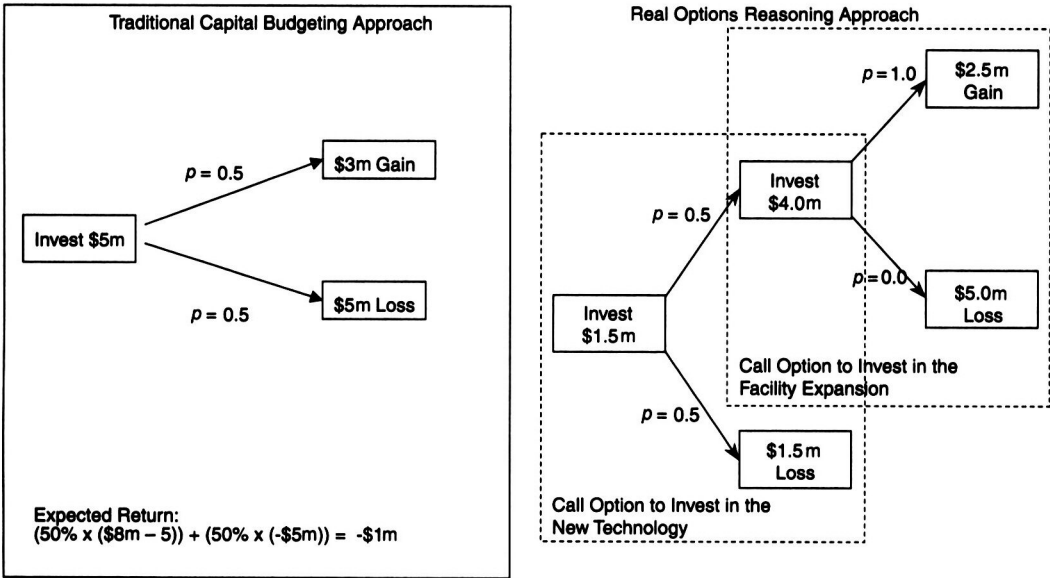 Traditional Capital Budgeting Approach
$3m Gain
p = 0.5
Invest $5m
$5m Loss
p = 0.5
Expected Return:
(50% x ($8m – 5)) + (50% x (-$5m)) = -$1m
Real Options Reasoning Approach
$2.5m
Gain
p = 1.0
Invest
$4.0m
p = 0.5
p = 0.0
$5.0m
Loss
Invest
$1.5m
Call Option to Invest in the
Facility Expansion
p = 0.5
$1.5m
Loss
Call Option to Invest in the
New Technology